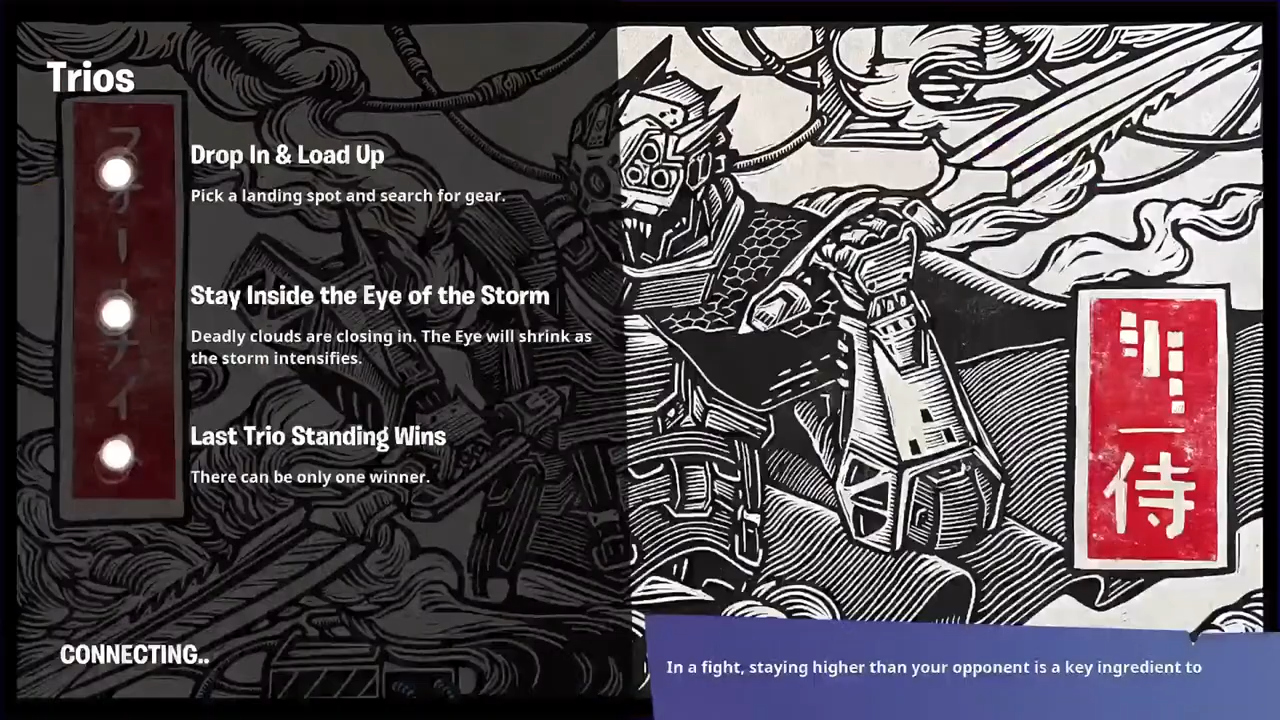 Trios
Drop In & Load Up
Pick a landing spot and search for gear.
Stay Inside the Eye of the Storm
Deadly clouds are closing in. The Eye will shrink as
the storm intensifies.
Last Trio Standing Wins
There can be only one winner.
CONNECTING..
In a fight, staying higher than your opponent is a key ingredient to
侍